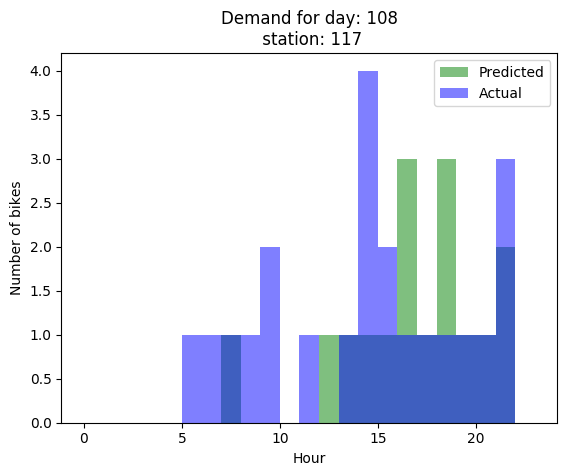 Demand for day: 108
station: 117
Predicted
Actual
4.0
3.5
3.0
2.5
2.0
1.5
1.0
0.5
0.0
Number of bikes
0 5 10 15 20
Hour